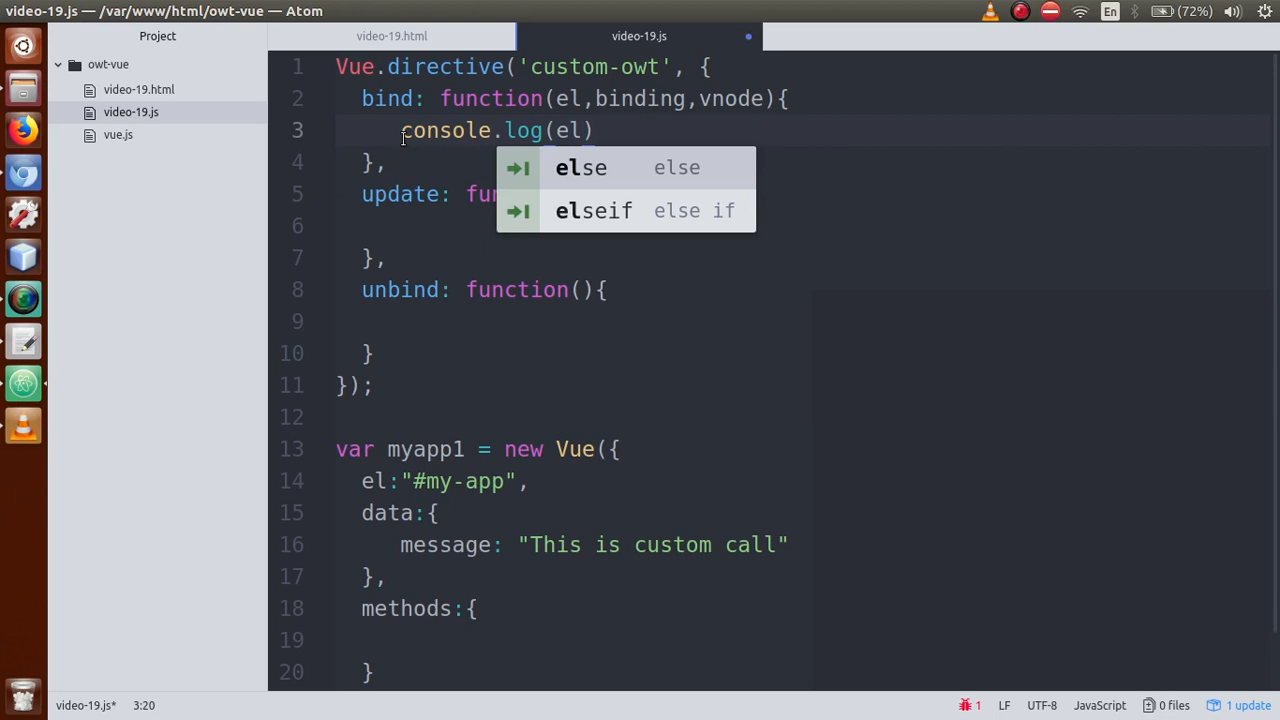 video-19.js — /var/www/html/owt-vue — Atom
En
(72%)
Project
video-19.html
video-19.js
owt-vue
video-19.html
video-19.js
vue.js
1 Vue.directive('custom-owt', {
2 bind: function(el,binding,vnode){
3 console.log(el)
4 },
else else
5 update: fun
elseif else if
6
7 },
8 unbind: function(){
9
10 }
11 });
12
13 var myapp1 = new Vue({
14 el:"#my-app",
15 data:{
16 message: "This is custom call"
17 },
18 methods:{
19
20 }
video-19.js* 3:20
1 LF UTF-8 JavaScript 0 files 1 update